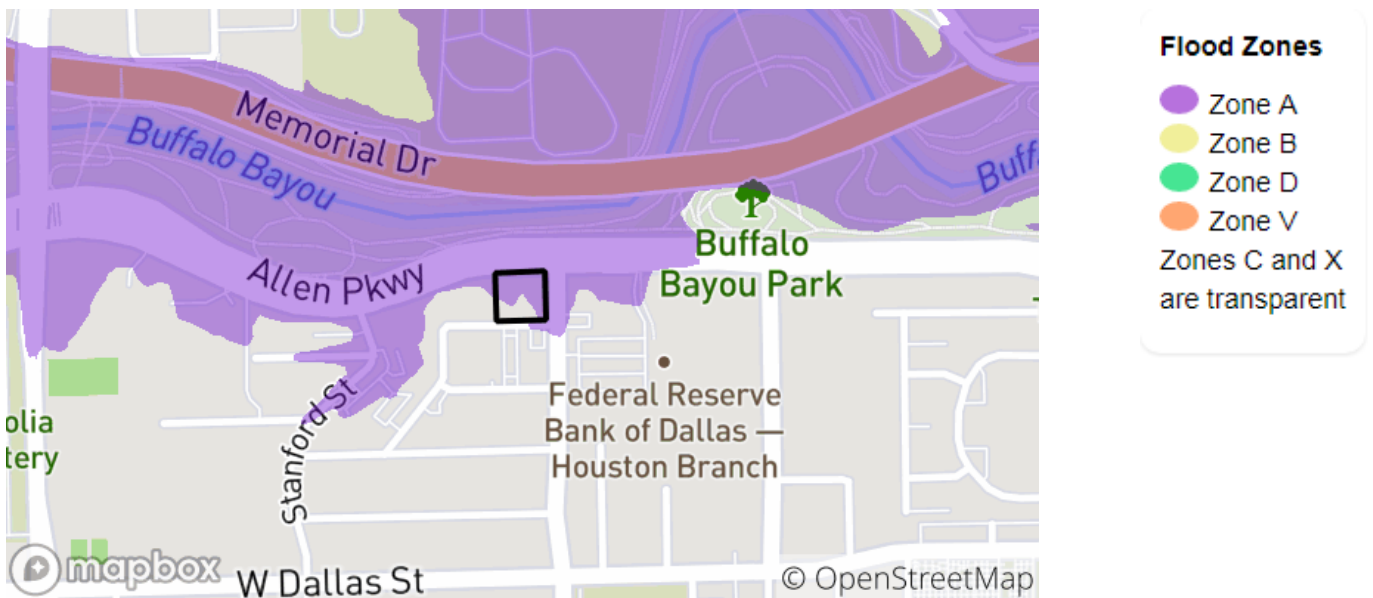 Memorial Dr
Buffalo Bayou
Buff
Allen Pkwy
Buffalo
Bayou Park
Federal Reserve
Bank of Dallas —
Houston Branch
olia
tery
Stanford St
W Dallas St
mapbox
© OpenStreetMap
Flood Zones
Zone A
Zone B
Zone D
Zone V
Zones C and X
are transparent